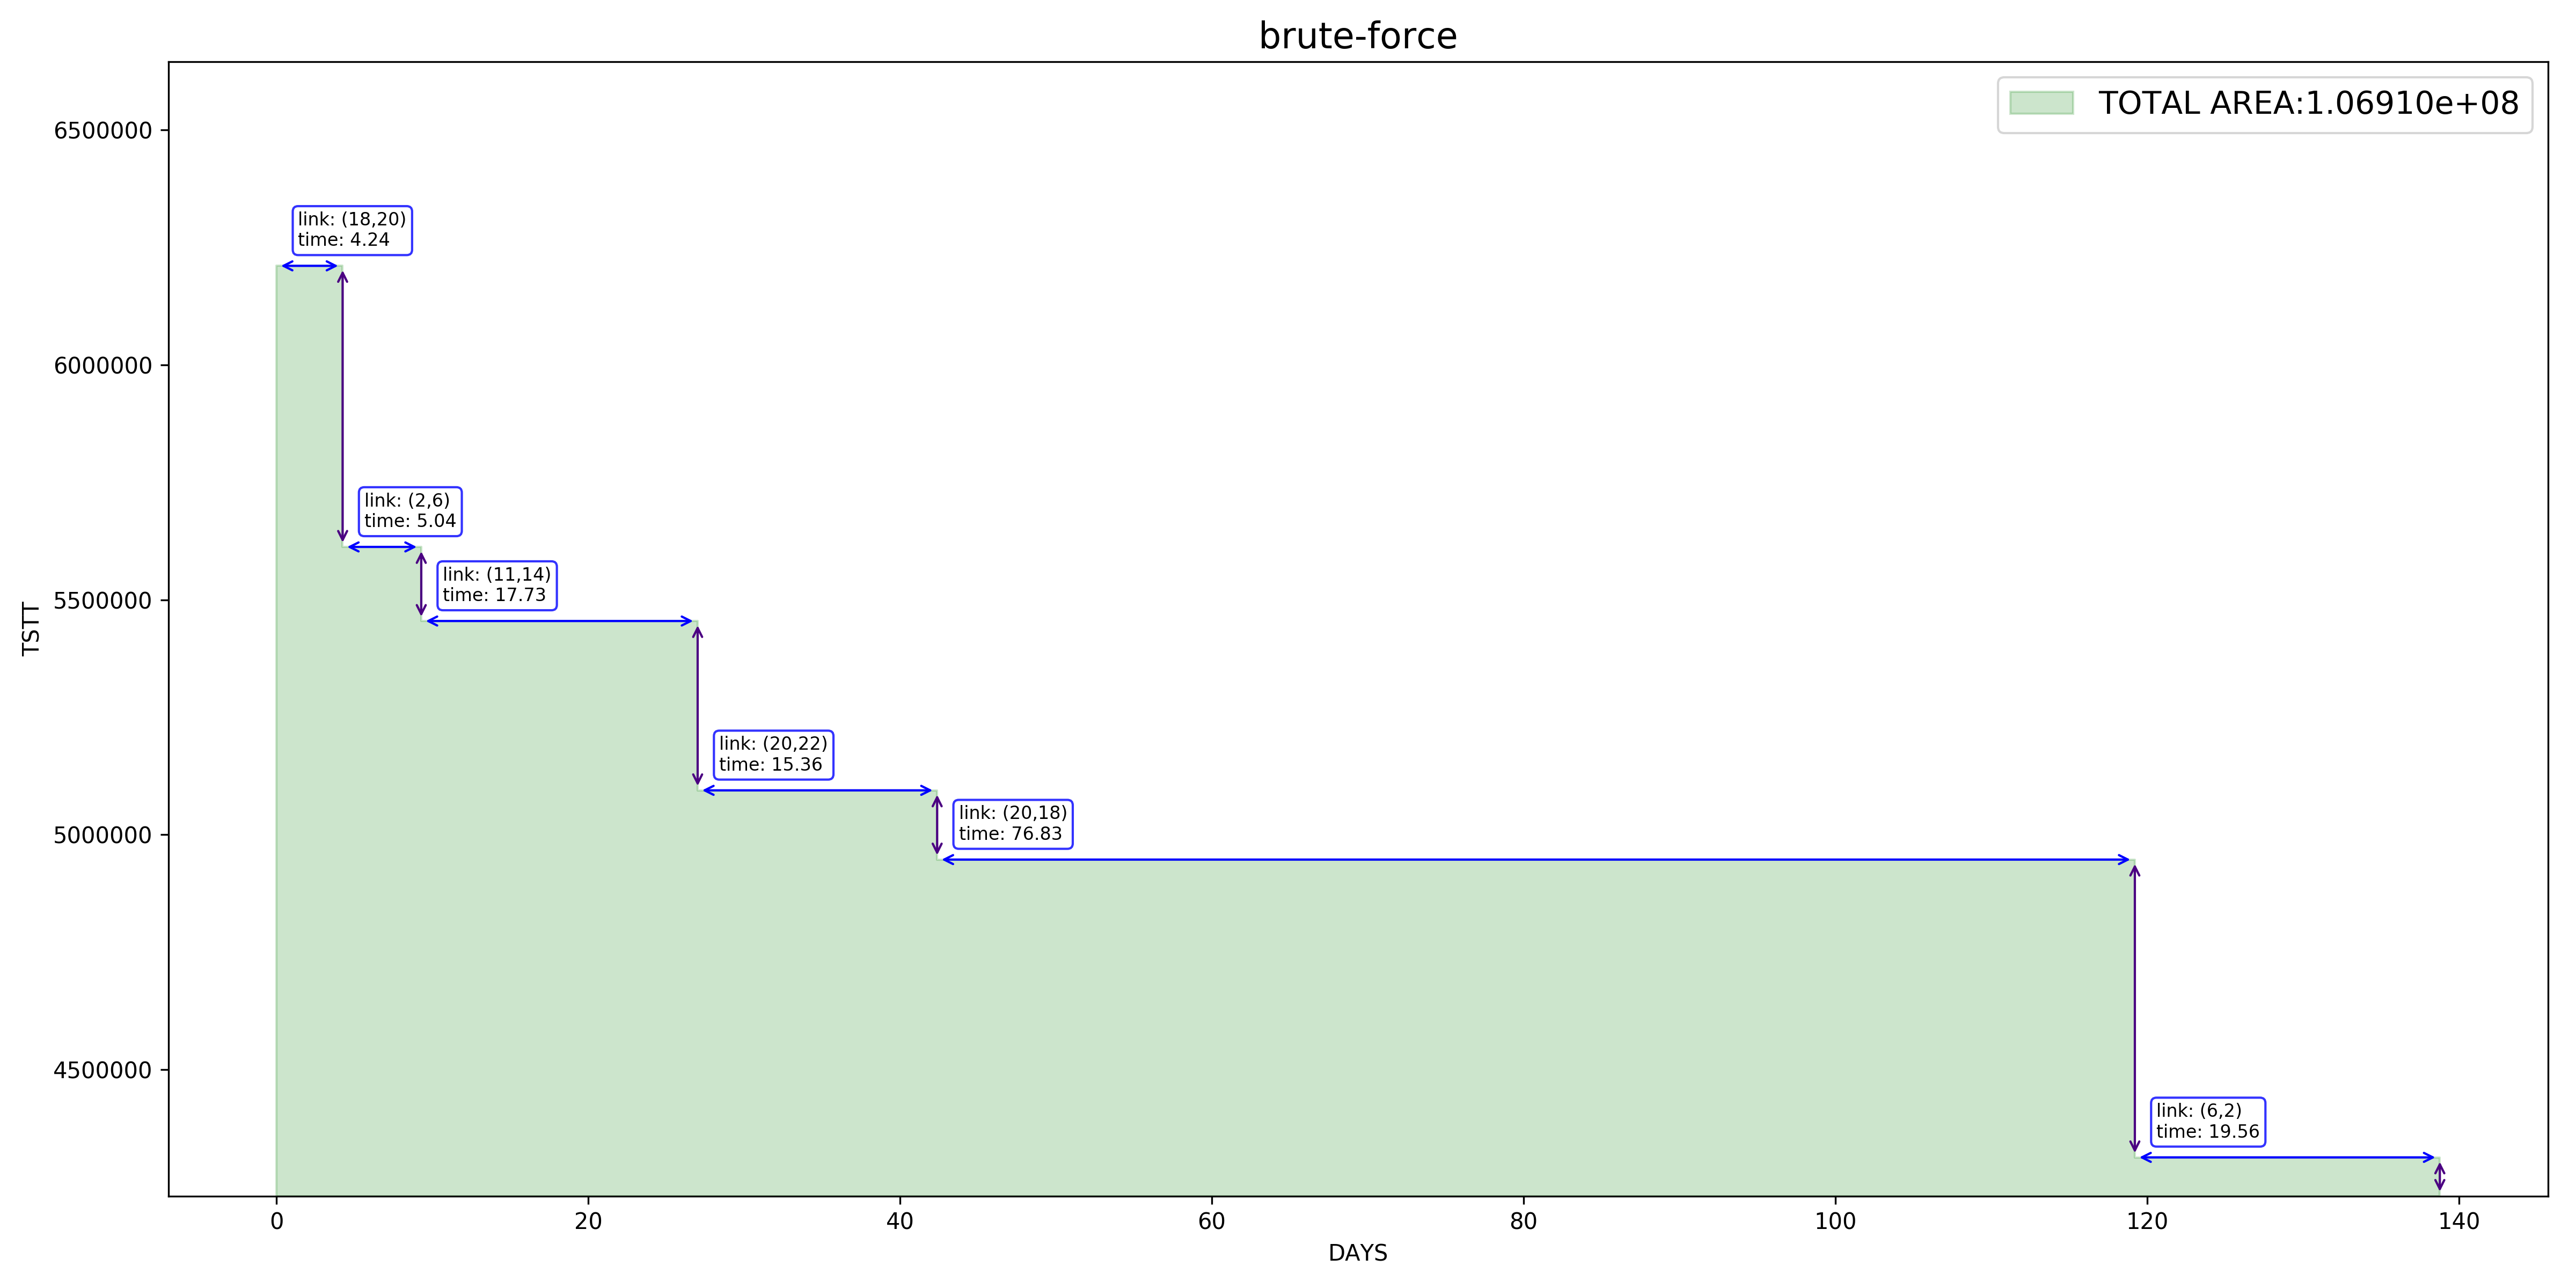 brute-force
TOTAL AREA:1.06910e+08
6500000
6000000
5500000
5000000
4500000
TSTT
link: (18,20)
time: 4.24
link: (2,6)
time: 5.04
link: (11,14)
time: 17.73
link: (20,22)
time: 15.36
link: (20,18)
time: 76.83
link: (6,2)
time: 19.56
0 20 40 60 80 100 120 140
DAYS